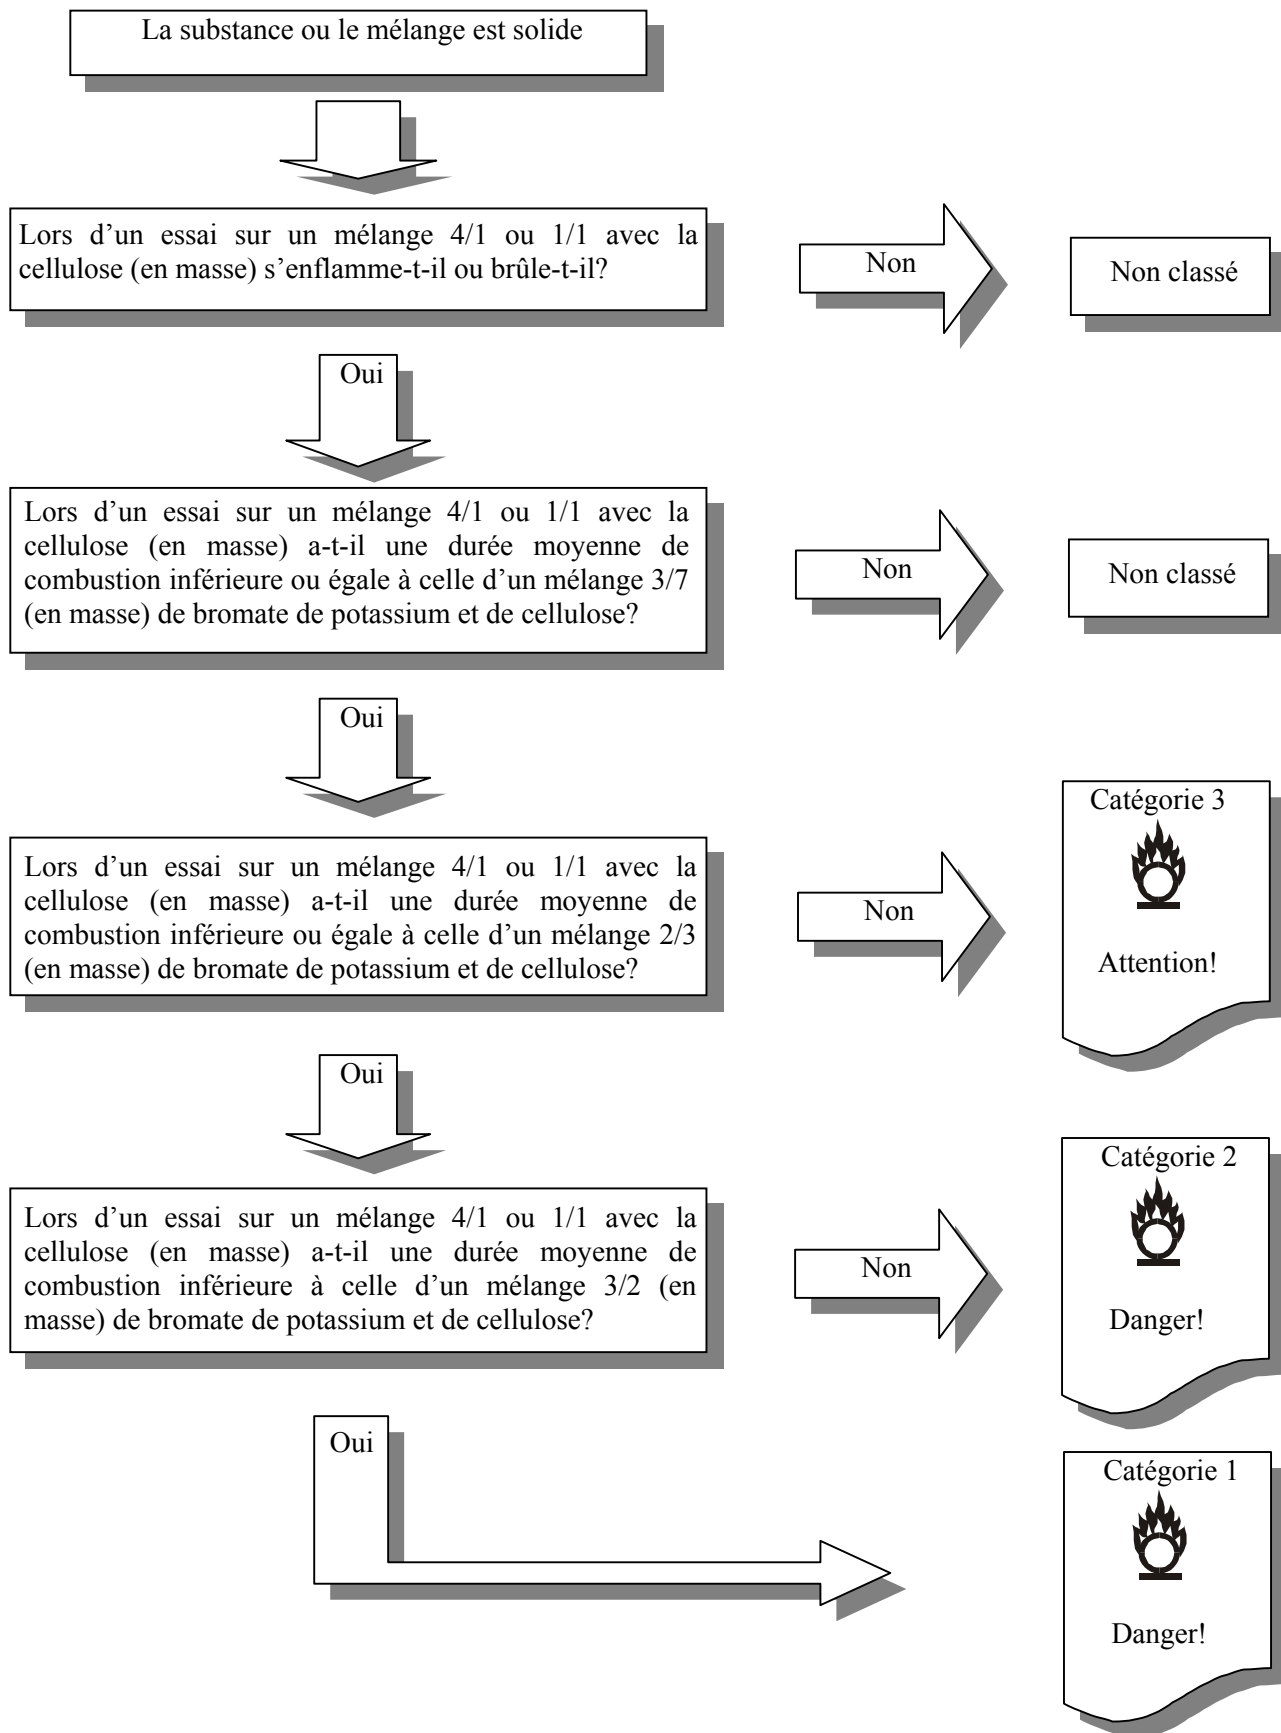 La substance ou le mélange est solide
Lors d'un essai sur un mélange 4/1 ou 1/1 avec la
cellulose (en masse) s'enflamme-t-il ou brûle-t-il?
Non
Non classé
Oui
Lors d'un essai sur un mélange 4/1 ou 1/1 avec la
cellulose (en masse) a-t-il une durée moyenne de
combustion inférieure ou égale à celle d'un mélange 3/7
(en masse) de bromate de potassium et de cellulose?
Non
Non classé
Oui
Lors d'un essai sur un mélange 4/1 ou 1/1 avec la
cellulose (en masse) a-t-il une durée moyenne de
combustion inférieure ou égale à celle d'un mélange 2/3
(en masse) de bromate de potassium et de cellulose?
Non
Catégorie 3
Attention!
Oui
Lors d'un essai sur un mélange 4/1 ou 1/1 avec la
cellulose (en masse) a-t-il une durée moyenne de
combustion inférieure à celle d'un mélange 3/2 (en
masse) de bromate de potassium et de cellulose?
Non
Catégorie 2
Danger!
Oui
Catégorie 1
Danger!